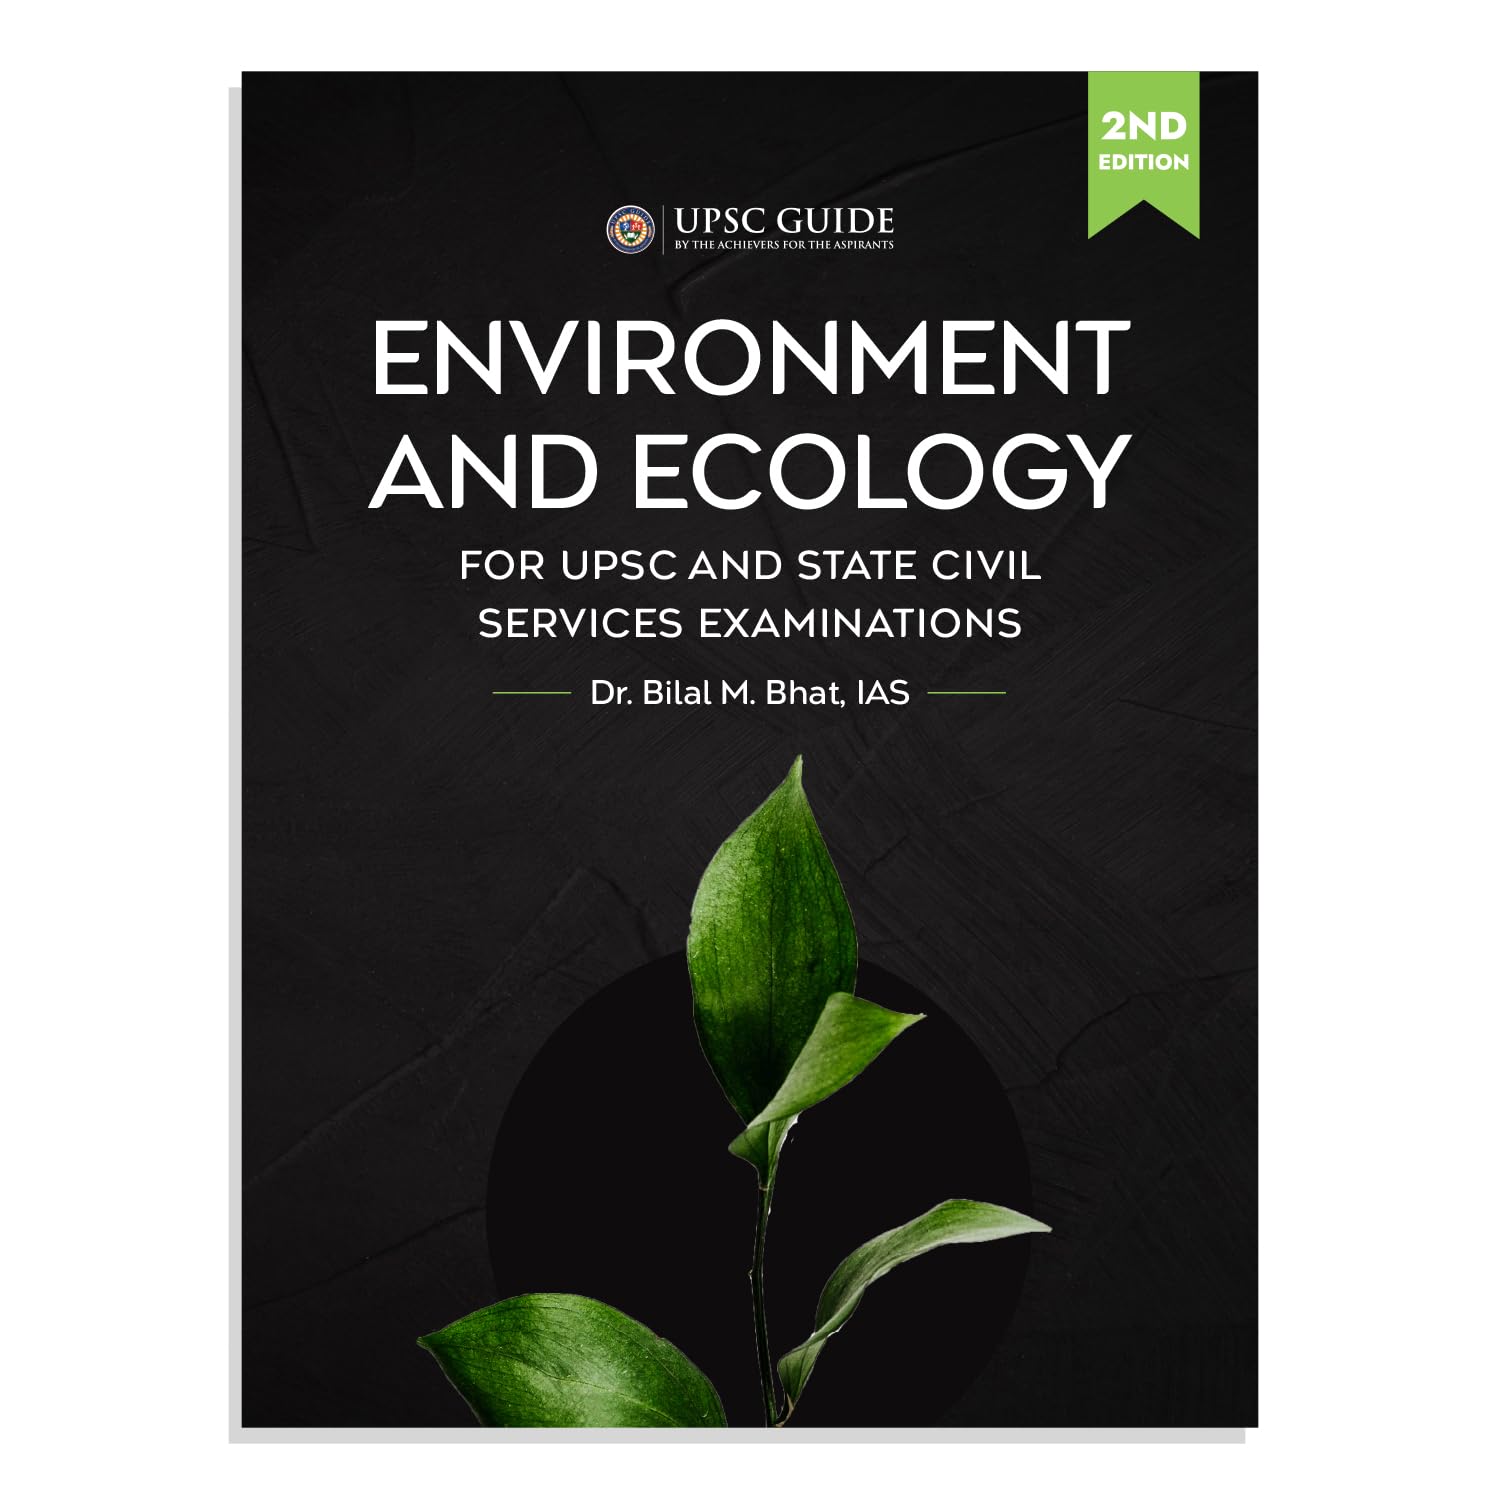 2ND
EDITION
UPSC GUIDE
BY THE ACHIEVERS FOR THE ASPIRANTS
ENVIRONMENT
AND ECOLOGY
FOR UPSC AND STATE CIVIL
SERVICES EXAMINATIONS
Dr. Bilal M. Bhat, IAS